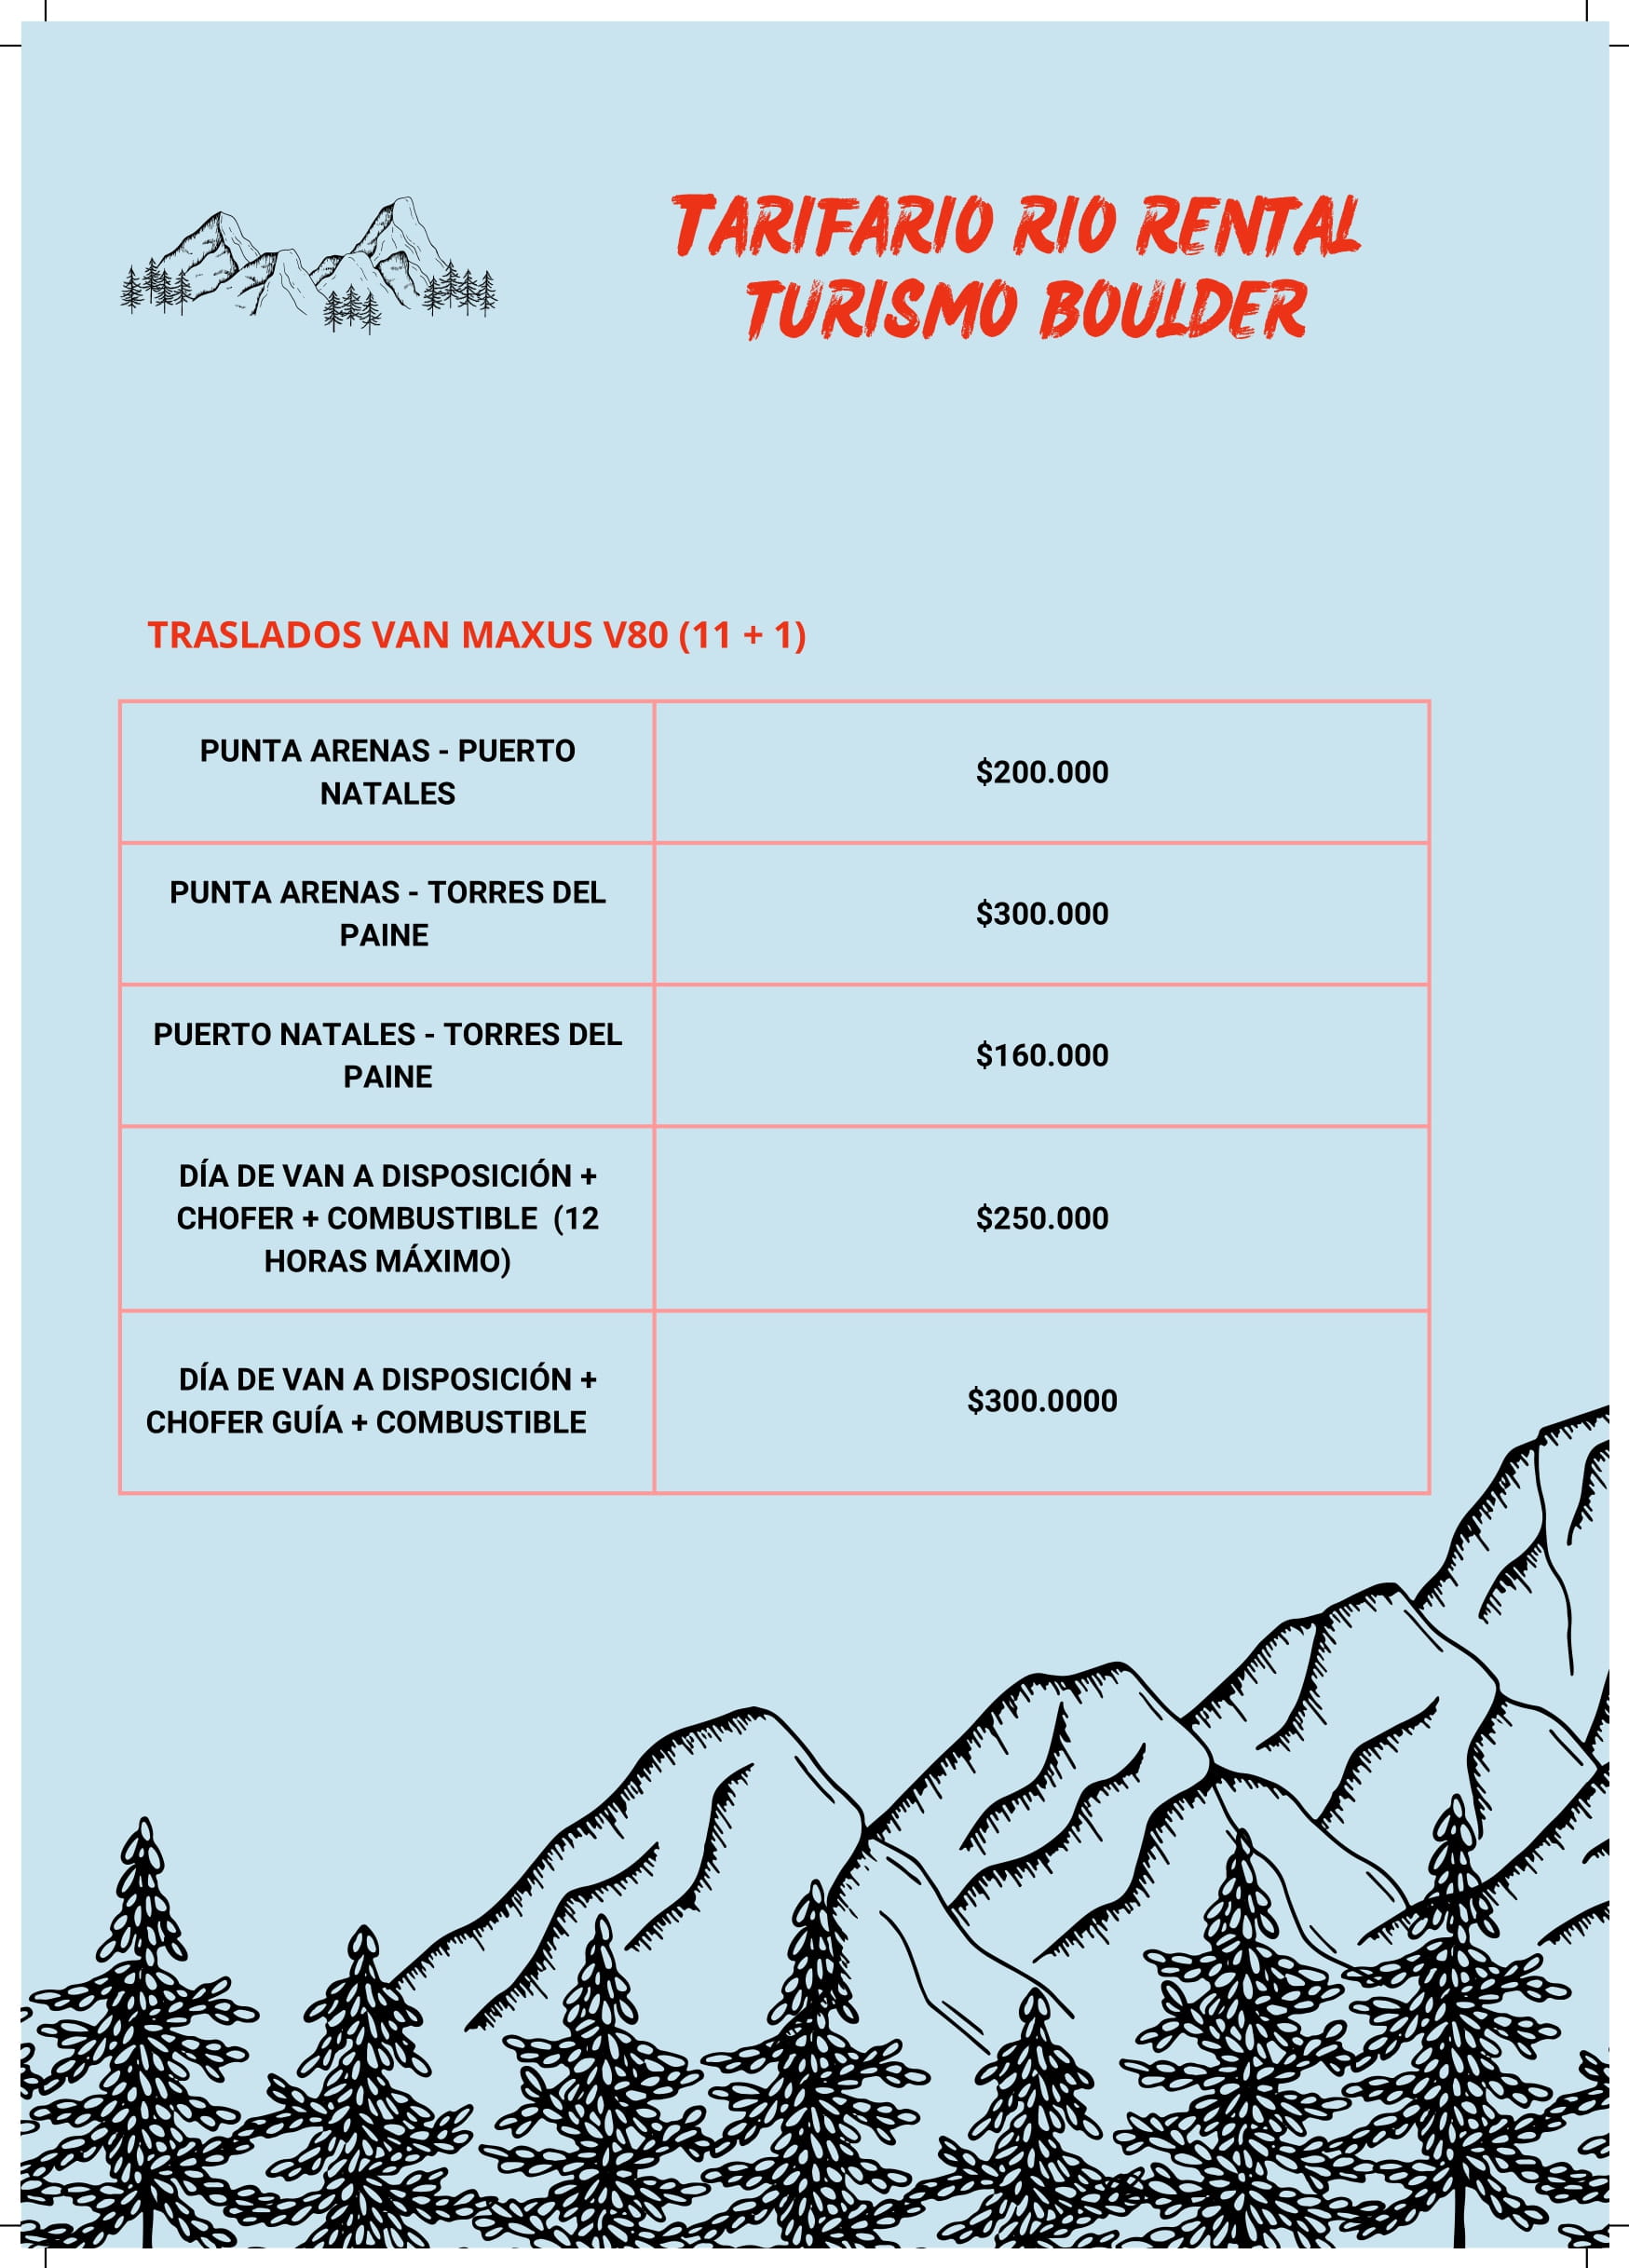 TARIFARIO RIO RENTAL
TURISMO BOULDER
TRASLADOS VAN MAXUS V80 (11 + 1)
PUNTA ARENAS - PUERTO
NATALES
$200.000
PUNTA ARENAS - TORRES DEL
PAINE
$300.000
PUERTO NATALES - TORRES DEL
PAINE
$160.000
DÍA DE VAN A DISPOSICIÓN +
CHOFER + COMBUSTIBLE (12
HORAS MÁXIMO)
$250.000
DÍA DE VAN A DISPOSICIÓN +
CHOFER GUÍA + COMBUSTIBLE
$300.0000